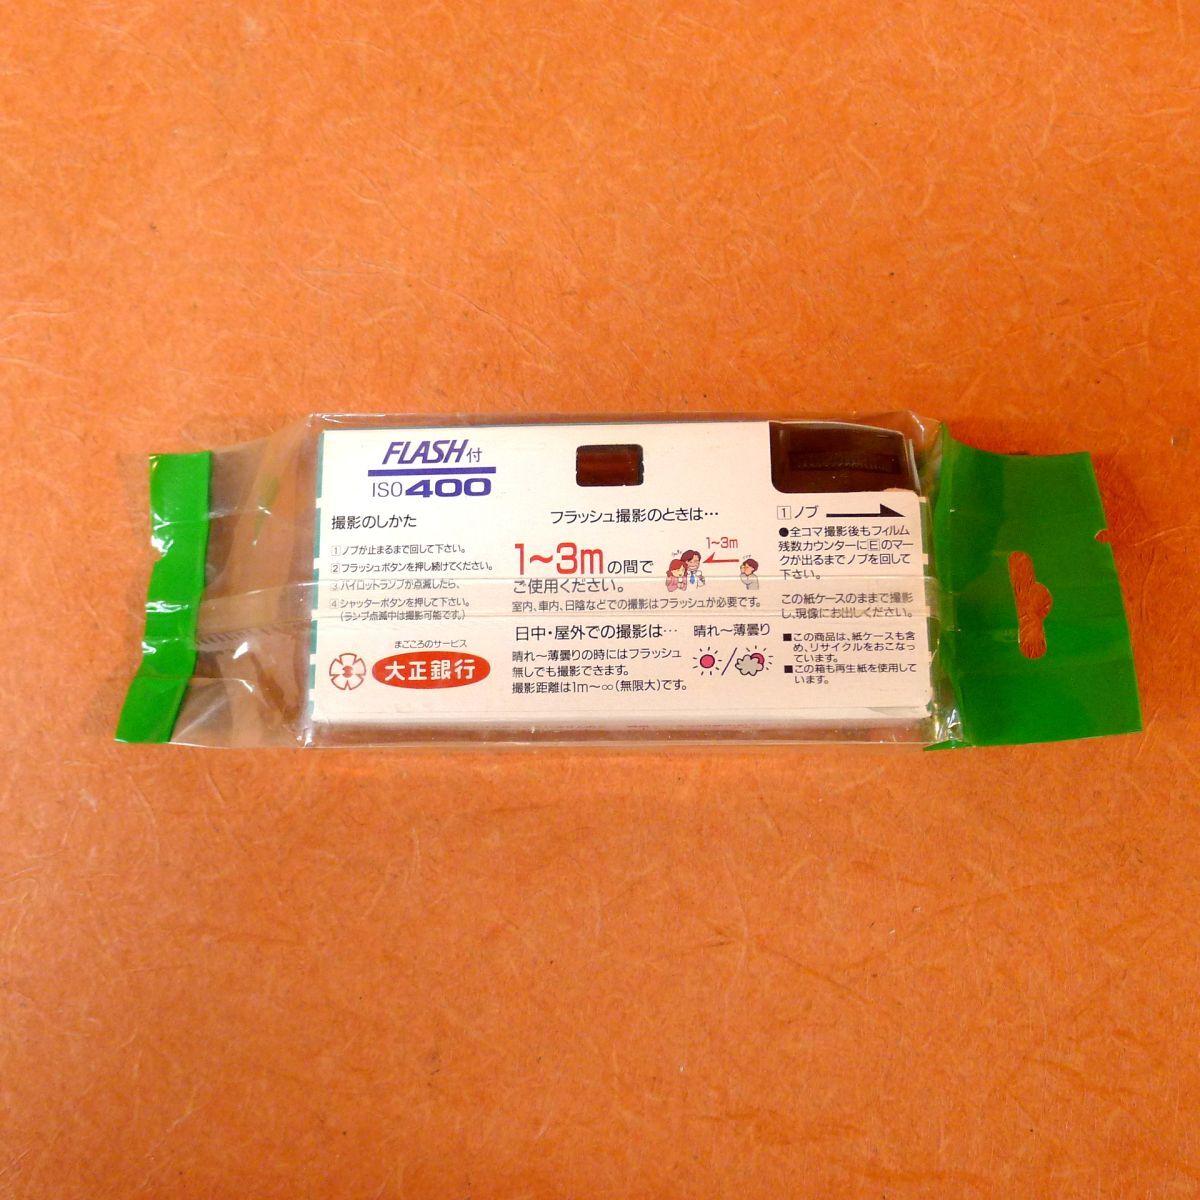 FLASH付
ISO400
撮影のしかた
1ノブが止まるまで回して下さい。
2フラッシュボタンを押し続けてください。
3パイロットランプが点滅したら、
4シャッターボタンを押して下さい。
(ランプ点滅中は撮影可能です。)
まごころのサービス
大正銀行
フラッシュ撮影のときは…
1~3mの間で
ご使用ください。
1~3m
室内、車内、日陰などでの撮影はフラッシュが必要です。
日中・屋外での撮影は…
晴れ～薄曇り
晴れ～薄曇りの時にはフラッシュ
無しでも撮影できます。
撮影距離は1m～∞(無限大)です。
1ノブ
●全コマ撮影後もフィルム
残数カウンターにEのマー
クが出るまでノブを回して
下さい。
この紙ケースのままで撮影
し、現像にお出しください。
■この商品は、紙ケースも含
め、リサイクルをおこなっ
ています。
■この箱も再生紙を使用して
います。